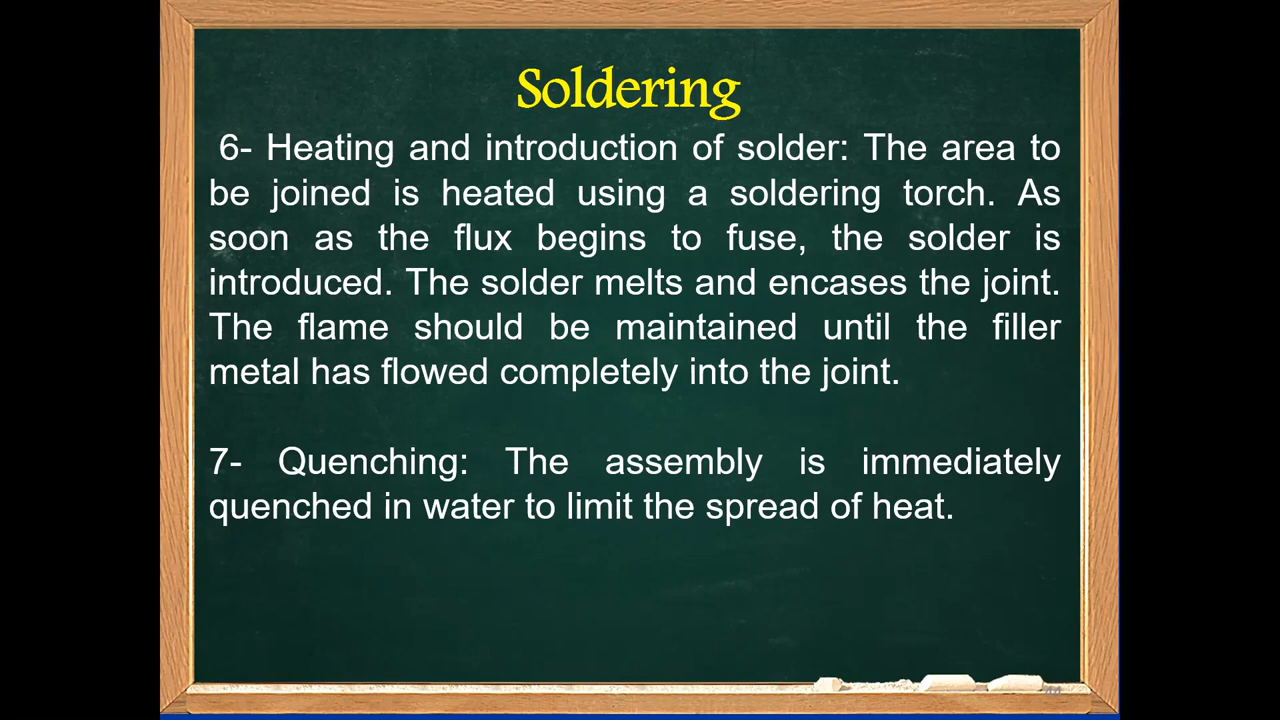 Soldering
6- Heating and introduction of solder: The area to
be joined is heated using a soldering torch. As
soon as the flux begins to fuse, the solder is
introduced. The solder melts and encases the joint.
The flame should be maintained until the filler
metal has flowed completely into the joint.
7- Quenching: The assembly is immediately
quenched in water to limit the spread of heat.
44